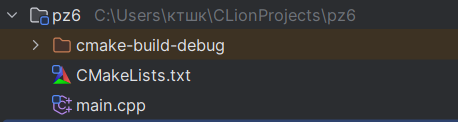 pz6 C:\Users\ктшк\CLionProjects\pz6
cmake-build-debug
CMakeLists.txt
main.cpp